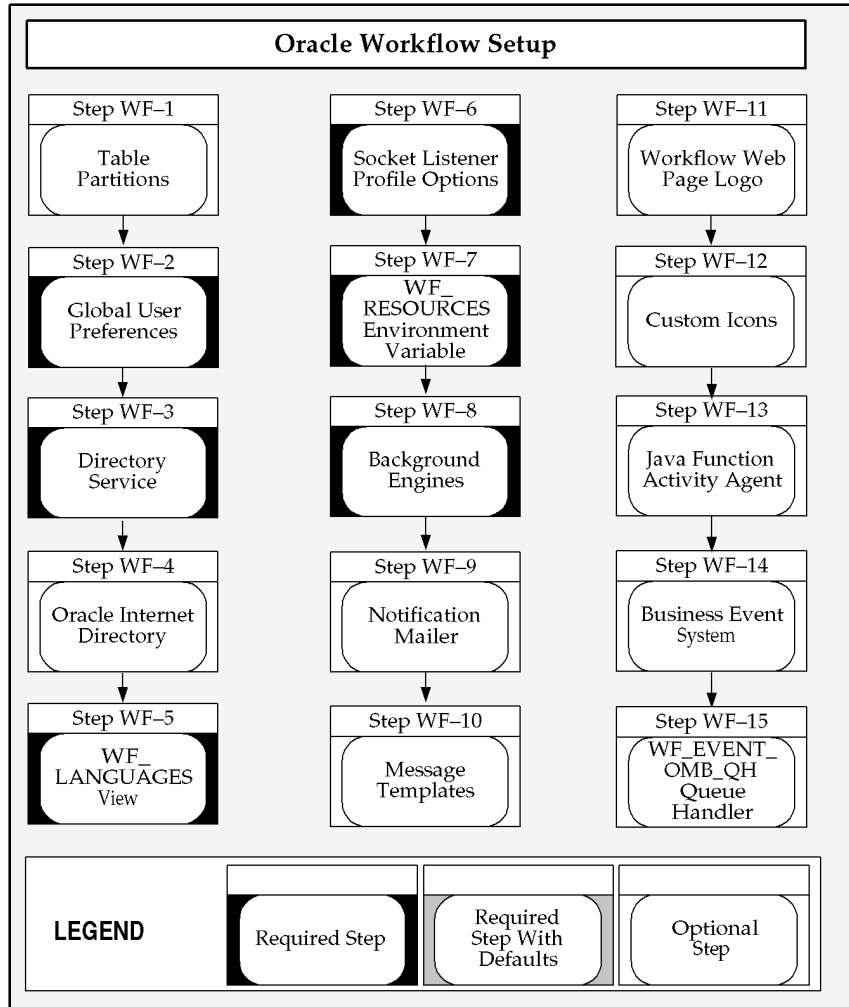 Oracle Workflow Setup
Step WF–1
Table
Partitions
Step WF–2
Global User
Preferences
Step WF–3
Directory
Service
Step WF–4
Oracle Internet
Directory
Step WF–5
WF_
LANGUAGES
View
Step WF–6
Socket Listener
Profile Options
Step WF–7
WF_
RESOURCES
Environment
Variable
Step WF–8
Background
Engines
Step WF–9
Notification
Mailer
Step WF–10
Message
Templates
Step WF–11
Workflow Web
Page Logo
Step WF–12
Custom Icons
Step WF–13
Java Function
Activity Agent
Step WF–14
Business Event
System
Step WF–15
WF_EVENT_
OMB_QH
Queue
Handler
LEGEND
Required Step
Required
Step With
Defaults
Optional
Step